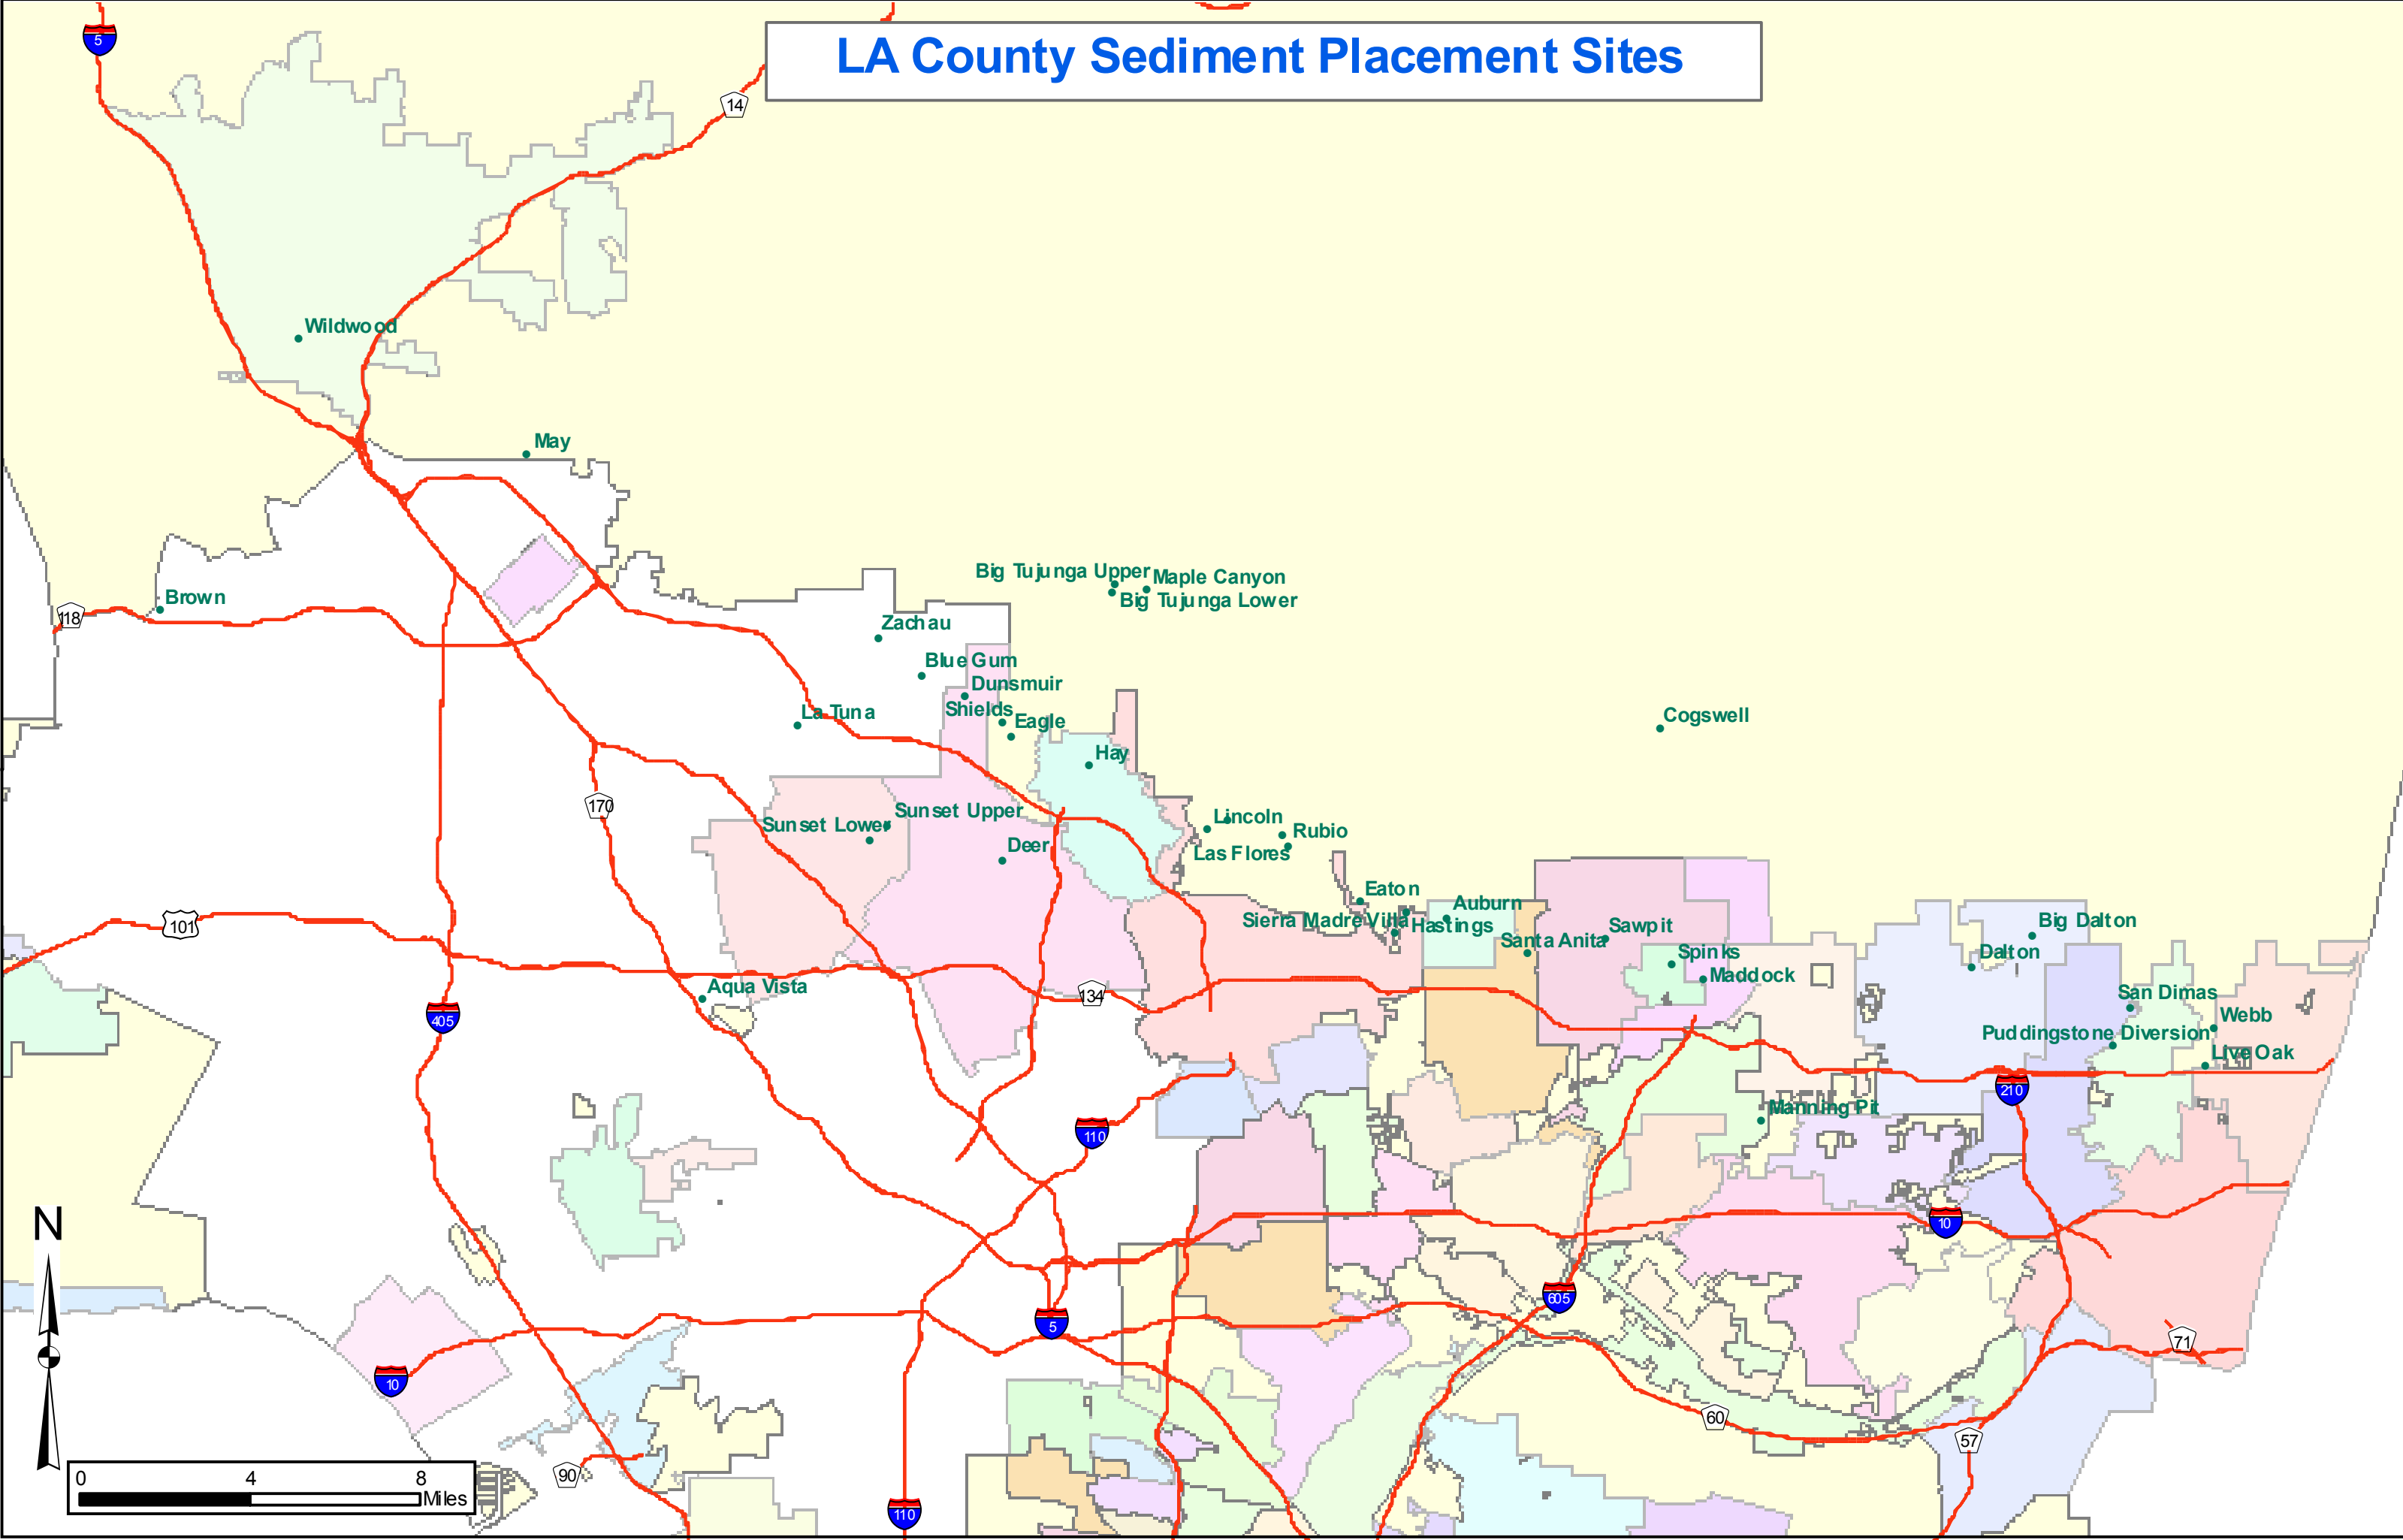 5
LA County Sediment Placement Sites
14
Wildwood
May
Big Tujunga Upper
Maple Canyon
Brown
Big Tujunga Lower
118
Zachau
Blue Gum
Dunsmuir
Shields
La Tuna
Eagle
Cogswell
Hay
170
Sunset Upper
Lincoln
Sunset Lower
Rubio
Deer
Las Flores
Eaton
Auburn
101
Sierra Madre Villa
Hastings
Sawpit
Big Dalton
Santa Anita
Spinks
Dalton
Maddock
Aqua Vista
134
San Dimas
405
Webb
Puddingstone Diversion
Live Oak
210
Manning Pit
110
N
10
605
5
71
10
60
57
90
0 4 8
Miles
110